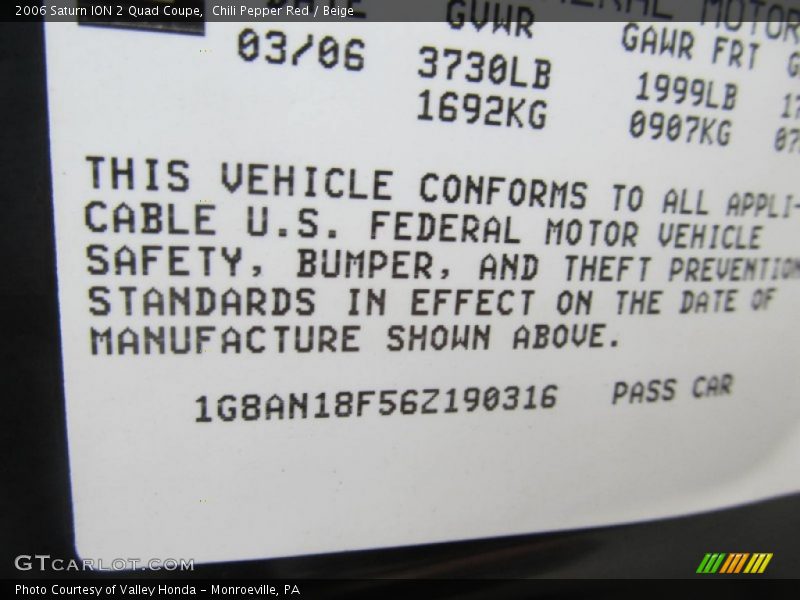 2006 Saturn ION 2 Quad Coupe, Chili Pepper Red / Beige
GVWR
MOTOR
GAWR FRT
03/06
3730LB
1999LB
1692KG
0907KG
THIS VEHICLE CONFORMS TO ALL APPLI-
CABLE U.S. FEDERAL MOTOR VEHICLE
SAFETY, BUMPER, AND THEFT PREVENTION
STANDARDS IN EFFECT ON THE DATE OF
MANUFACTURE SHOWN ABOVE.
1G8AN18F56Z190316 PASS CAR
GTCARLOT.COM
Photo Courtesy of Valley Honda - Monroeville, PA